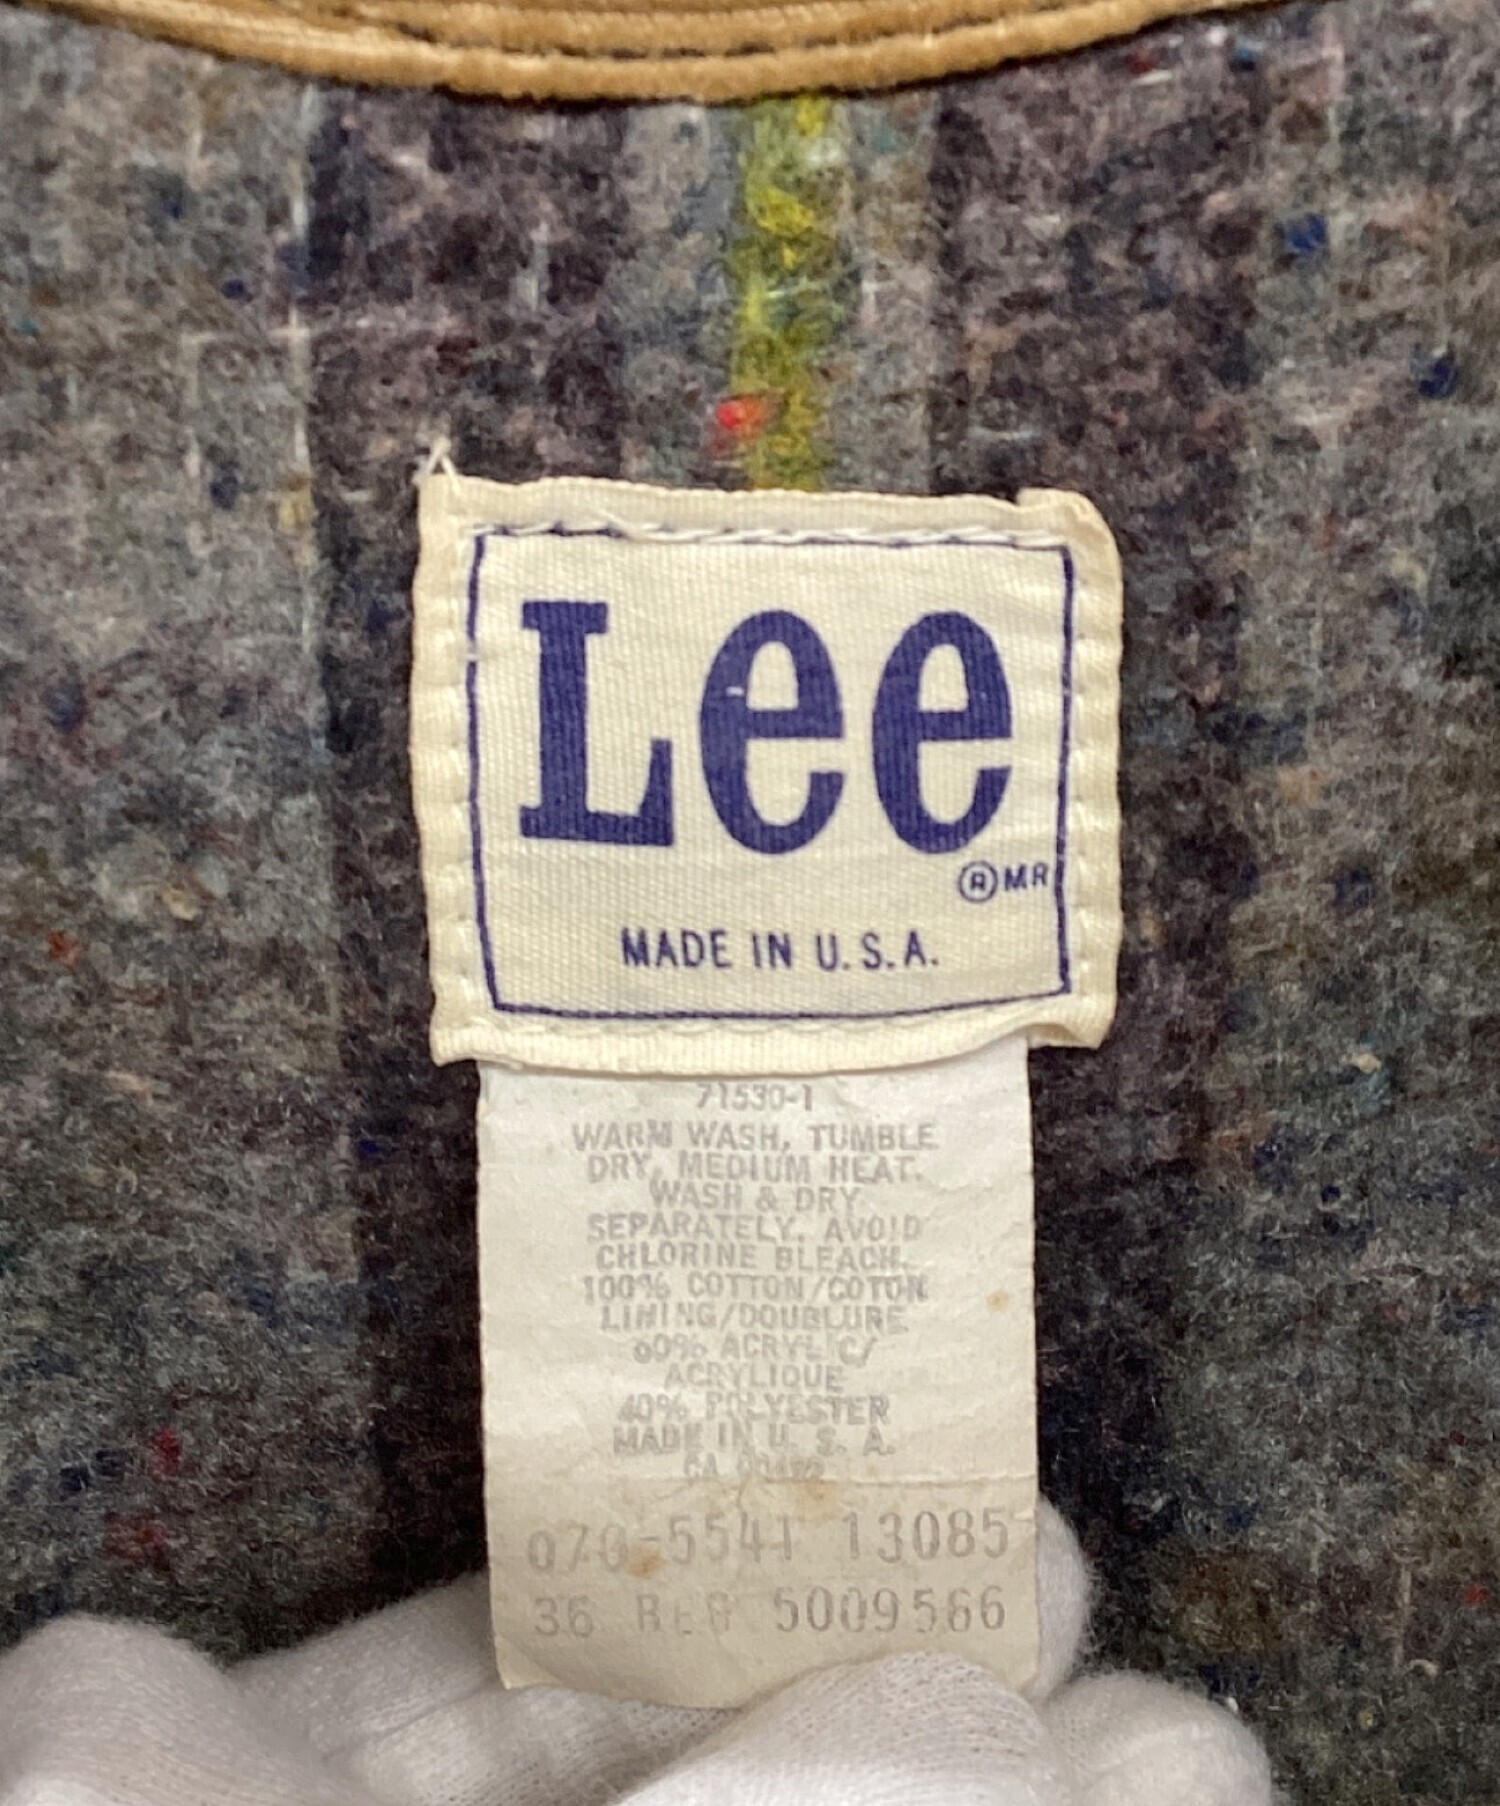 Lee
®MR
MADE IN U.S.A.
71530-1
WARM WASH, TUMBLE
DRY, MEDIUM HEAT.
WASH & DRY
SEPARATELY. AVOID
CHLORINE BLEACH.
100% COTTON/COTON
LINING/DOUBLURE
60% ACRYLIC/
ACRYLIQUE
40% POLYESTER
MADE IN U. S. A.
CA
070-5541 13085
36 REG 5009566